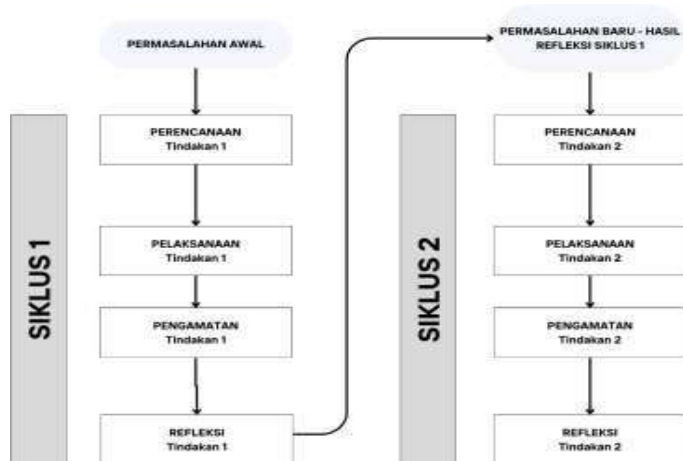 PERMASALAHAN AWAL
SIKLUS 1
PERENCANAAN
Tindakan 1
PELAKSANAAN
Tindakan 1
PENGAMATAN
Tindakan 1
REFLEKSI
Tindakan 1
PERMASALAHAN BARU - HASIL
REFLEKSI SIKLUS 1
SIKLUS 2
PERENCANAAN
Tindakan 2
PELAKSANAAN
Tindakan 2
PENGAMATAN
Tindakan 2
REFLEKSI
Tindakan 2